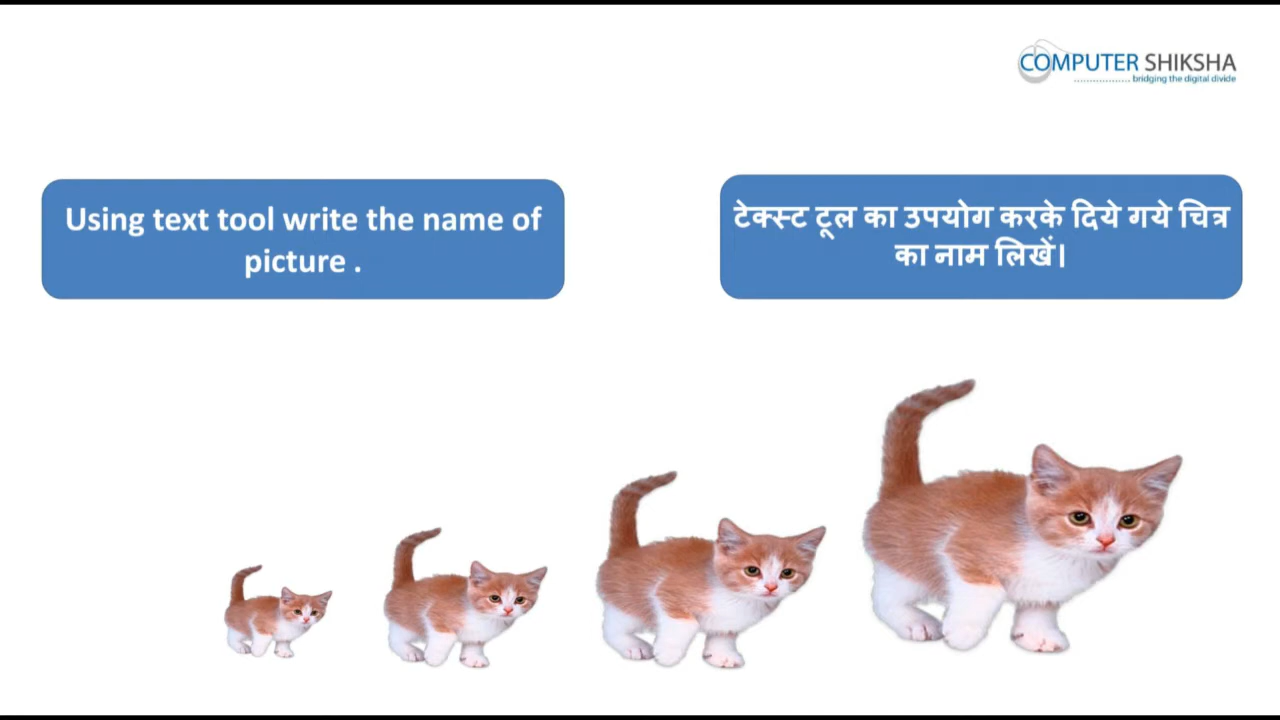 COMPUTER SHIKSHA
.................. bridging the digital divide
Using text tool write the name of
picture .
टेक्स्ट टूल का उपयोग करके दिये गये चित्र
का नाम लिखें।